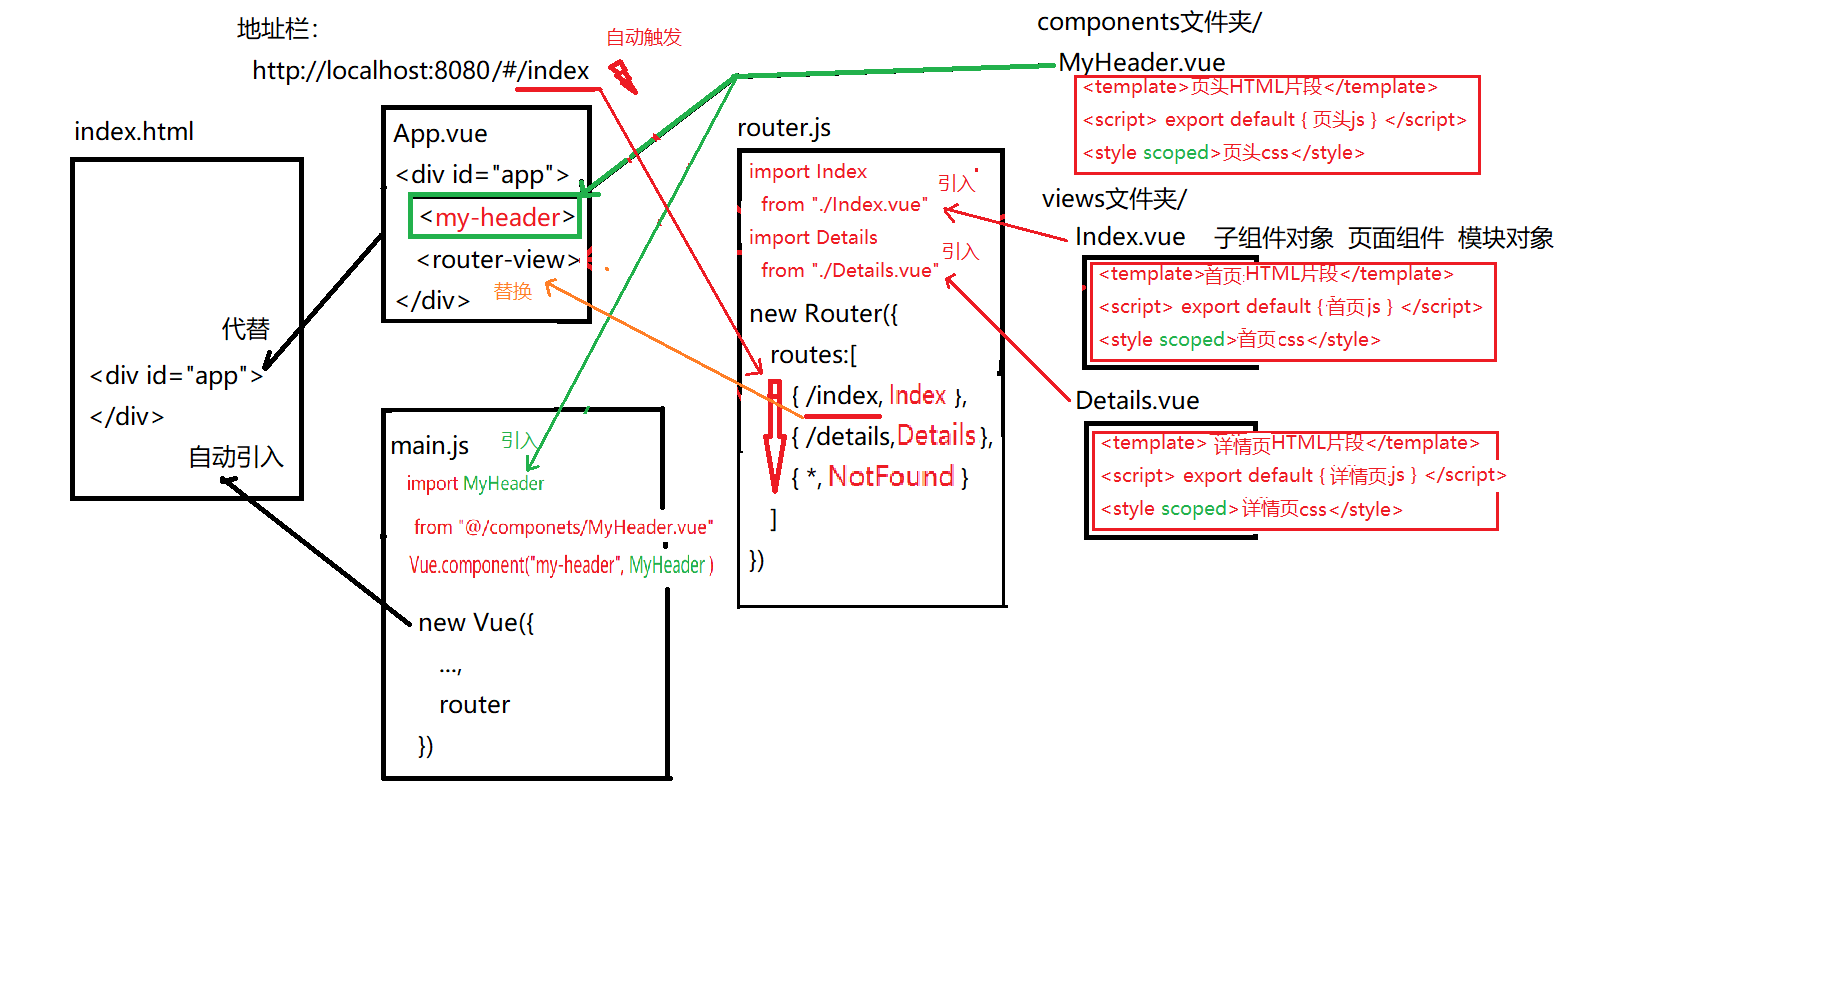 地址栏：
http://localhost:8080/#/index
自动触发
index.html
代替
<div id="app">
</div>
自动引入
App.vue
<div id="app">
<my-header>
<router-view>
替换
</div>
main.js
引入
import MyHeader
from "@/componets/MyHeader.vue"
Vue.component("my-header", MyHeader )
new Vue({
...,
router
})
router.js
import Index
引入
from "./Index.vue"
import Details
引入
from "./Details.vue"
new Router({
routes:[
{ /index, Index },
{ /details,Details },
{ *, NotFound }
]
})
components文件夹/
MyHeader.vue
<template>页头HTML片段</template>
<script> export default { 页头js } </script>
<style scoped>页头css</style>
views文件夹/
Index.vue 子组件对象 页面组件 模块对象
<template>首页HTML片段</template>
<script> export default { 首页js } </script>
<style scoped>首页css</style>
Details.vue
<template> 详情页HTML片段</template>
<script> export default { 详情页js } </script>
<style scoped>详情页css</style>